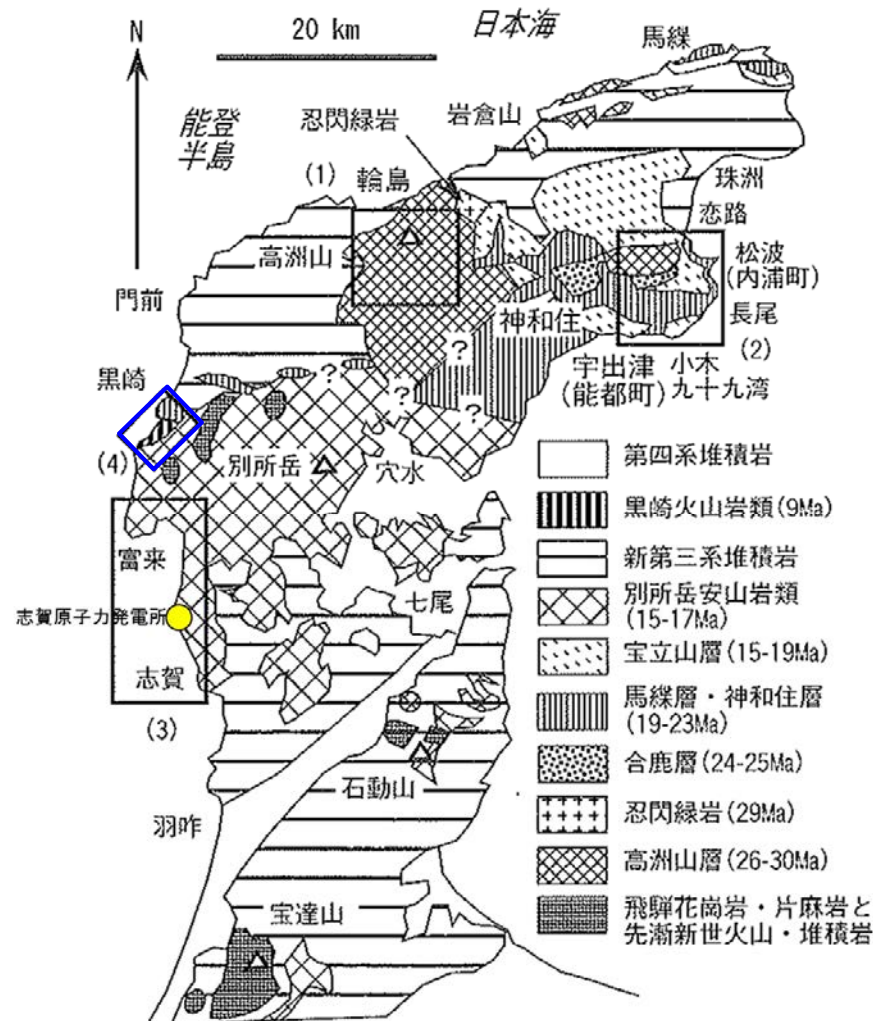 N
20 km
日本海
馬緤
能登
半島
忍閃緑岩
岩倉山
(1)
輪島
珠洲
恋路
高洲山
松波
(内浦町)
門前
神和住
長尾
(2)
?
?
?
?
黒崎
宇出津
(能都町)
小木
九十九湾
(4)
別所岳
穴水
富来
七尾
志賀原子力発電所
志賀
(3)
石動山
羽咋
宝達山
第四系堆積岩
黒崎火山岩類(9Ma)
新第三系堆積岩
別所岳安山岩類
(15-17Ma)
宝立山層(15-19Ma)
馬緤層・神和住層
(19-23Ma)
合鹿層(24-25Ma)
忍閃緑岩(29Ma)
高洲山層(26-30Ma)
飛騨花崗岩・片麻岩と
先漸新世火山・堆積岩